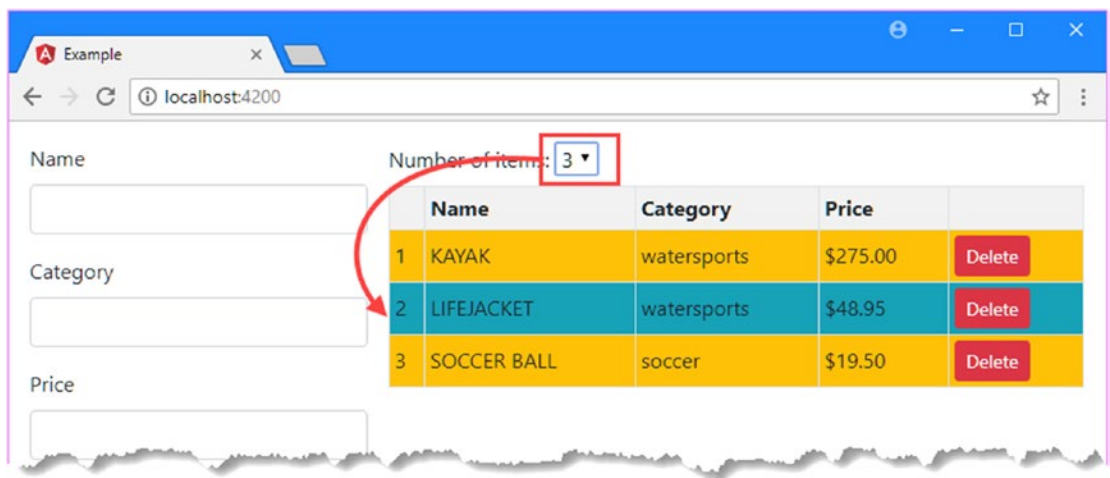 Example
localhost:4200
Name
Category
Price
Number of items: 3
Name Category Price
1 KAYAK watersports $275.00 Delete
2 LIFEJACKET watersports $48.95 Delete
3 SOCCER BALL soccer $19.50 Delete